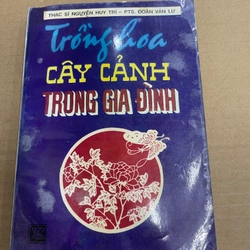 THẠC SĨ NGUYỄN HUY TRÍ - PTS. ĐOÀN VĂN LƯ
Trồng hoa
CÂY CẢNH
TRONG GIA ĐÌNH